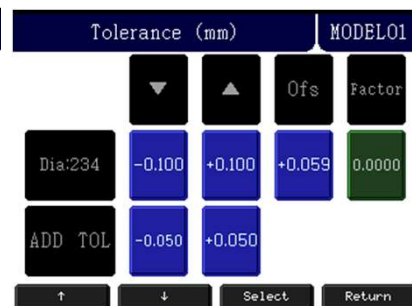 Tolerance (mm) MODEL01
▼ ▲ Ofs Factor
Dia:234 -0.100 +0.100 +0.059 0.0000
ADD TOL -0.050 +0.050
↑ ↓ Select Return